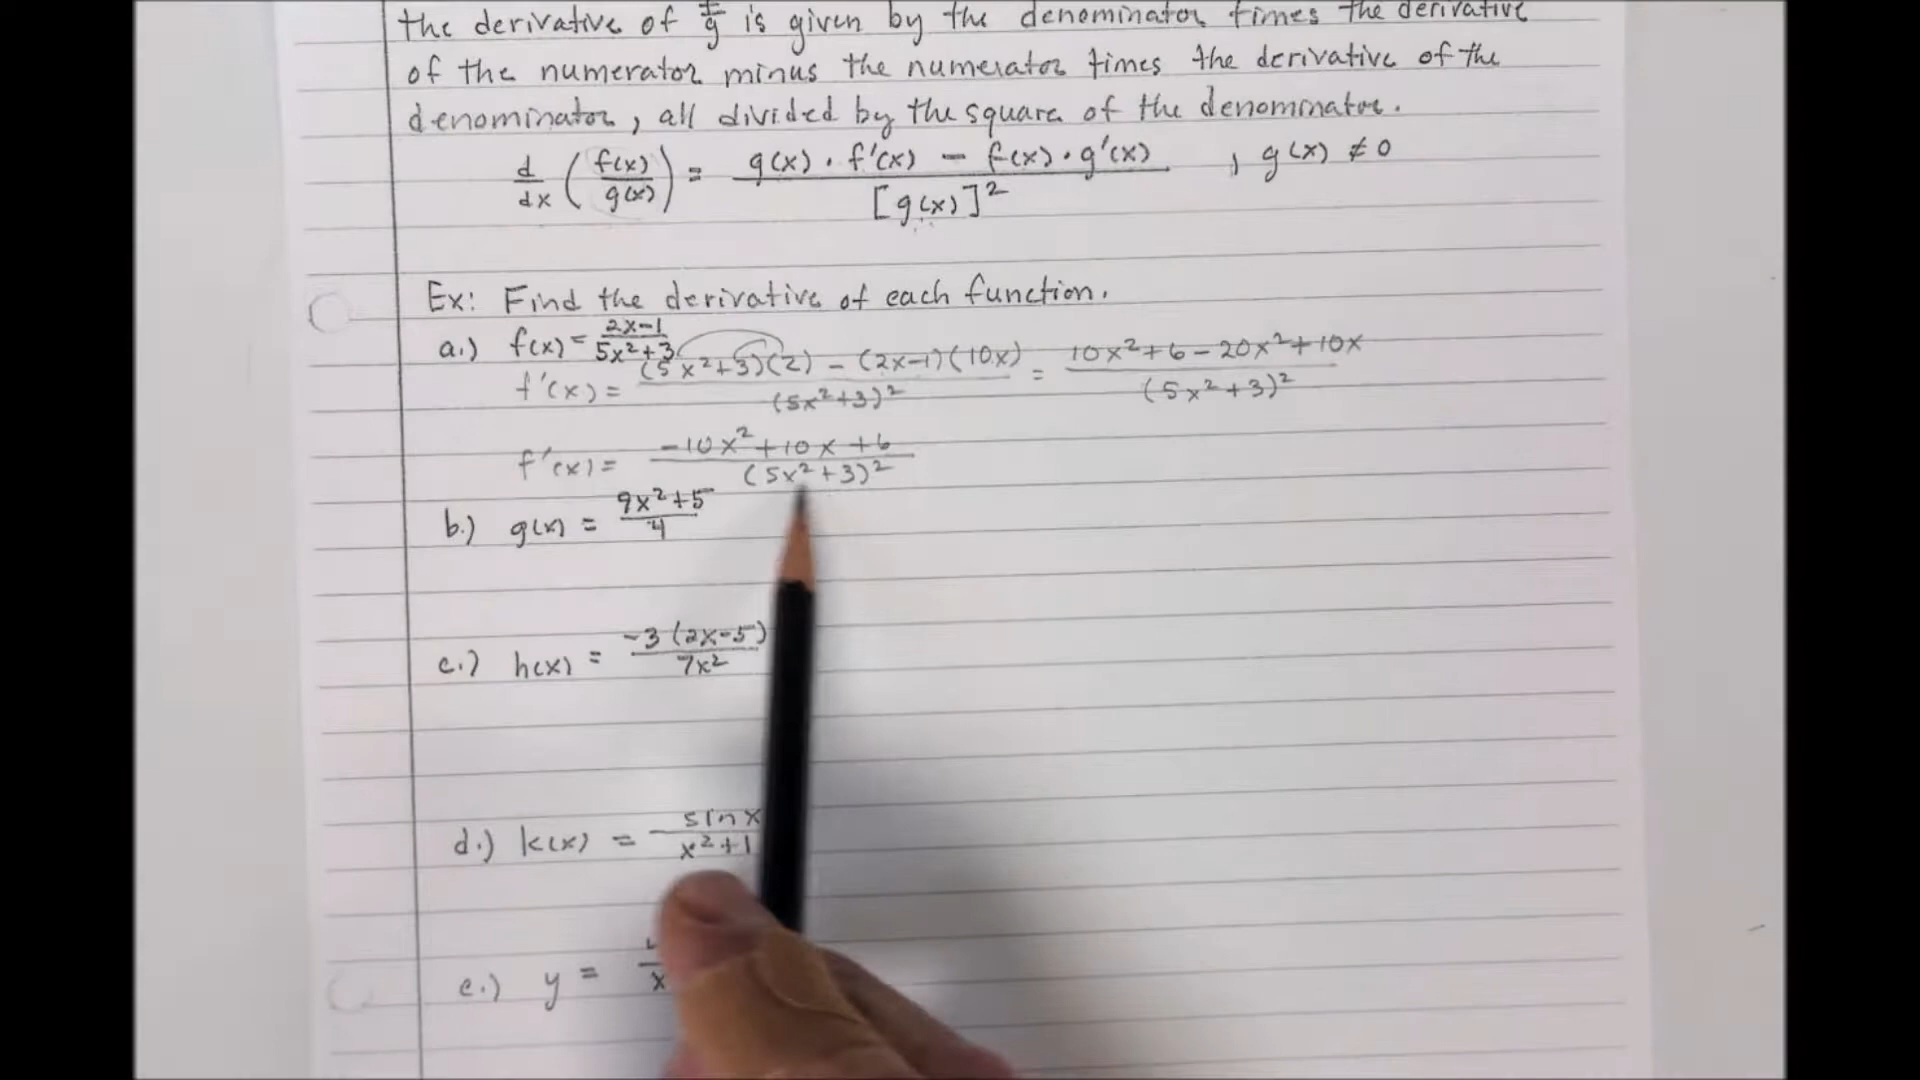 the derivative of f/g is given by the denominator times the derivative
of the numerator minus the numerator times the derivative of the
denominator, all divided by the square of the denominator.
d/dx (f(x)/g(x)) = g(x) · f'(x) − f(x) · g'(x) / [g(x)]² , g(x) ≠ 0
Ex: Find the derivative of each function.
a.) f(x) = 2x−1 / 5x²+3
f'(x) = (5x²+3)(2) − (2x−1)(10x) / (5x²+3)² = 10x²+6−20x²+10x / (5x²+3)²
f'(x) = −10x²+10x+6 / (5x²+3)²
b.) g(x) = 9x²+5 / 4
c.) h(x) = −3(2x−5) / 7x²
d.) k(x) = sinx / x²+1
e.) y = x